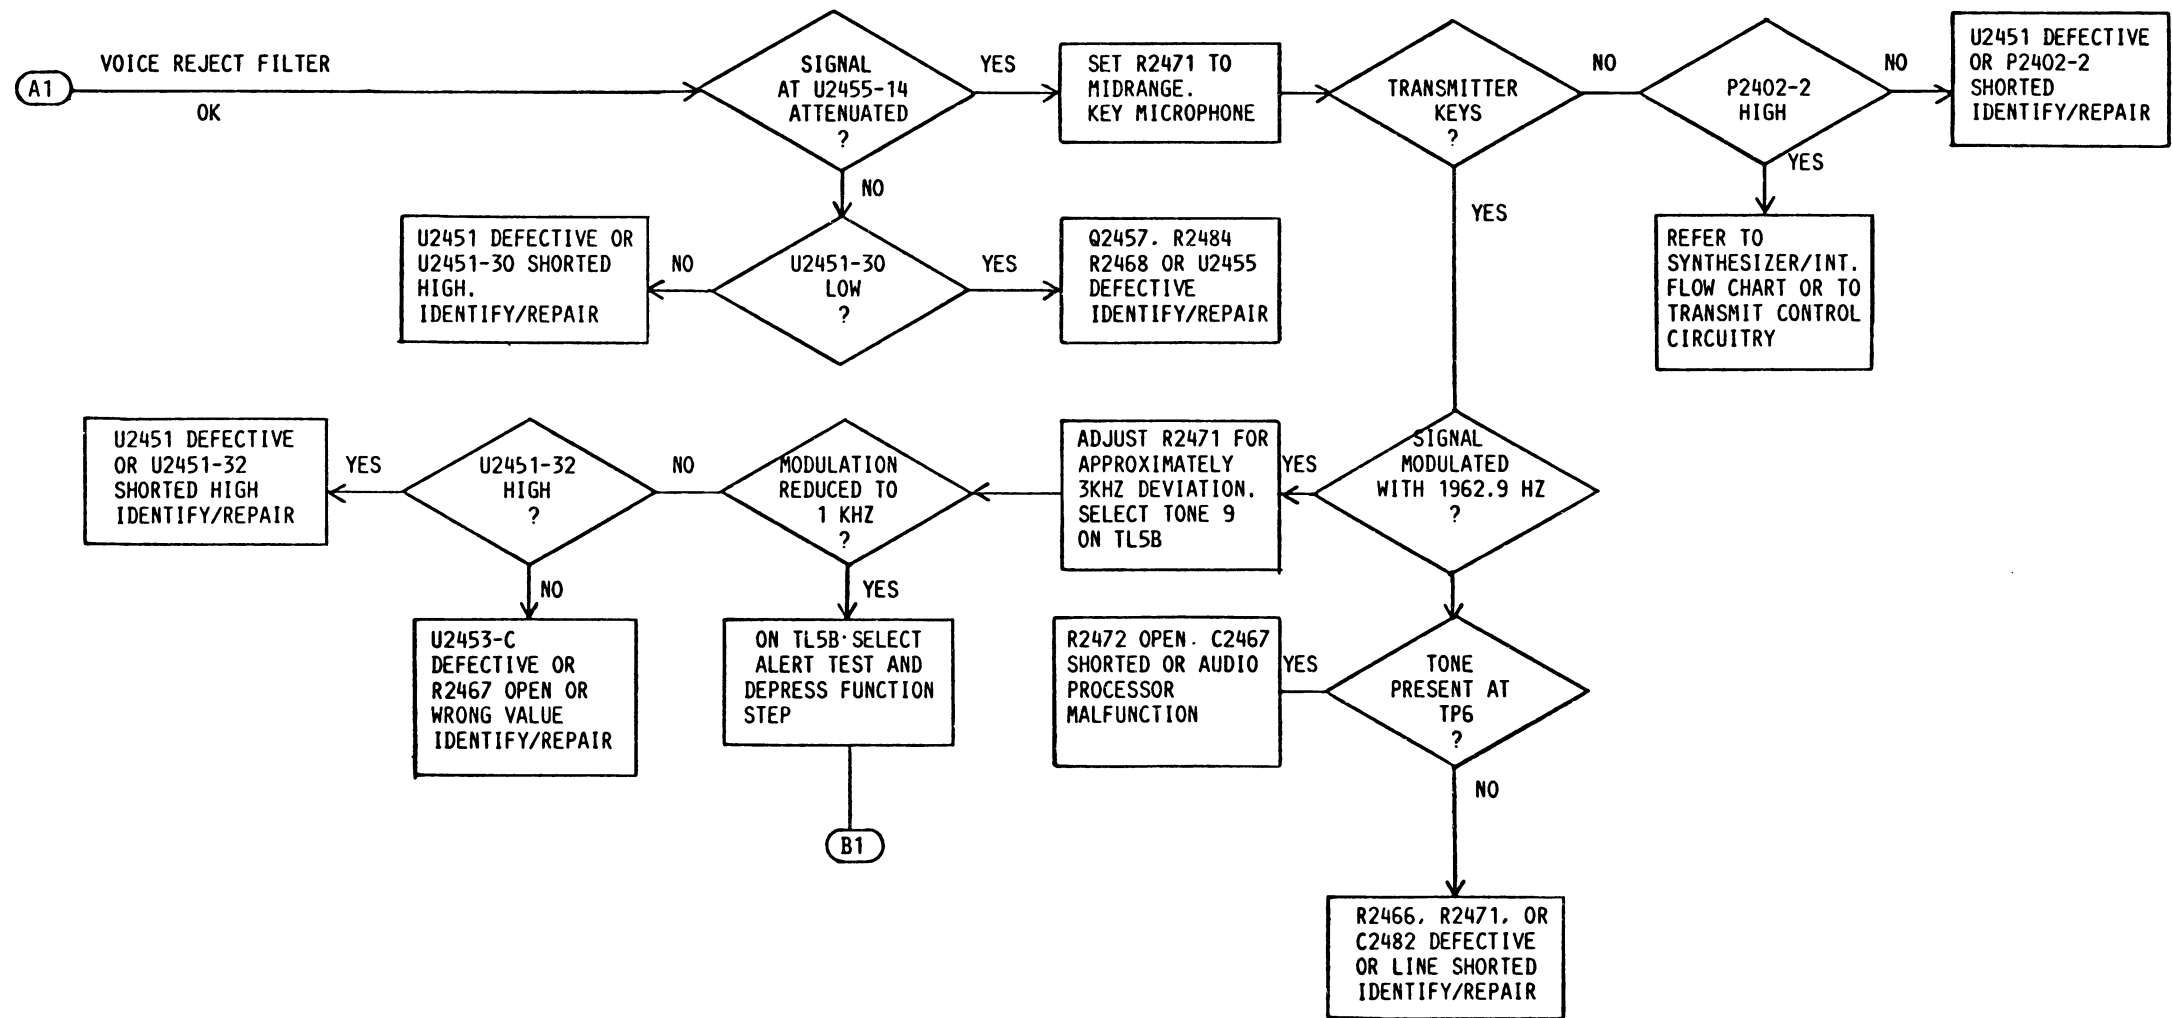 A1
VOICE REJECT FILTER
OK
SIGNAL
AT U2455-14
ATTENUATED
?
YES
SET R2471 TO
MIDRANGE.
KEY MICROPHONE
TRANSMITTER
KEYS
?
NO
P2402-2
HIGH
NO
U2451 DEFECTIVE
OR P2402-2
SHORTED
IDENTIFY/REPAIR
YES
REFER TO
SYNTHESIZER/INT.
FLOW CHART OR TO
TRANSMIT CONTROL
CIRCUITRY
NO
U2451-30
LOW
?
NO
U2451 DEFECTIVE OR
U2451-30 SHORTED
HIGH.
IDENTIFY/REPAIR
YES
Q2457. R2484
R2468 OR U2455
DEFECTIVE
IDENTIFY/REPAIR
YES
SIGNAL
MODULATED
WITH 1962.9 HZ
?
YES
ADJUST R2471 FOR
APPROXIMATELY
3KHZ DEVIATION.
SELECT TONE 9
ON TL5B
MODULATION
REDUCED TO
1 KHZ
?
NO
U2451-32
HIGH
?
YES
U2451 DEFECTIVE
OR U2451-32
SHORTED HIGH
IDENTIFY/REPAIR
NO
U2453-C
DEFECTIVE OR
R2467 OPEN OR
WRONG VALUE
IDENTIFY/REPAIR
YES
ON TL5B·SELECT
ALERT TEST AND
DEPRESS FUNCTION
STEP
B1
TONE
PRESENT AT
TP6
?
YES
R2472 OPEN. C2467
SHORTED OR AUDIO
PROCESSOR
MALFUNCTION
NO
R2466. R2471. OR
C2482 DEFECTIVE
OR LINE SHORTED
IDENTIFY/REPAIR